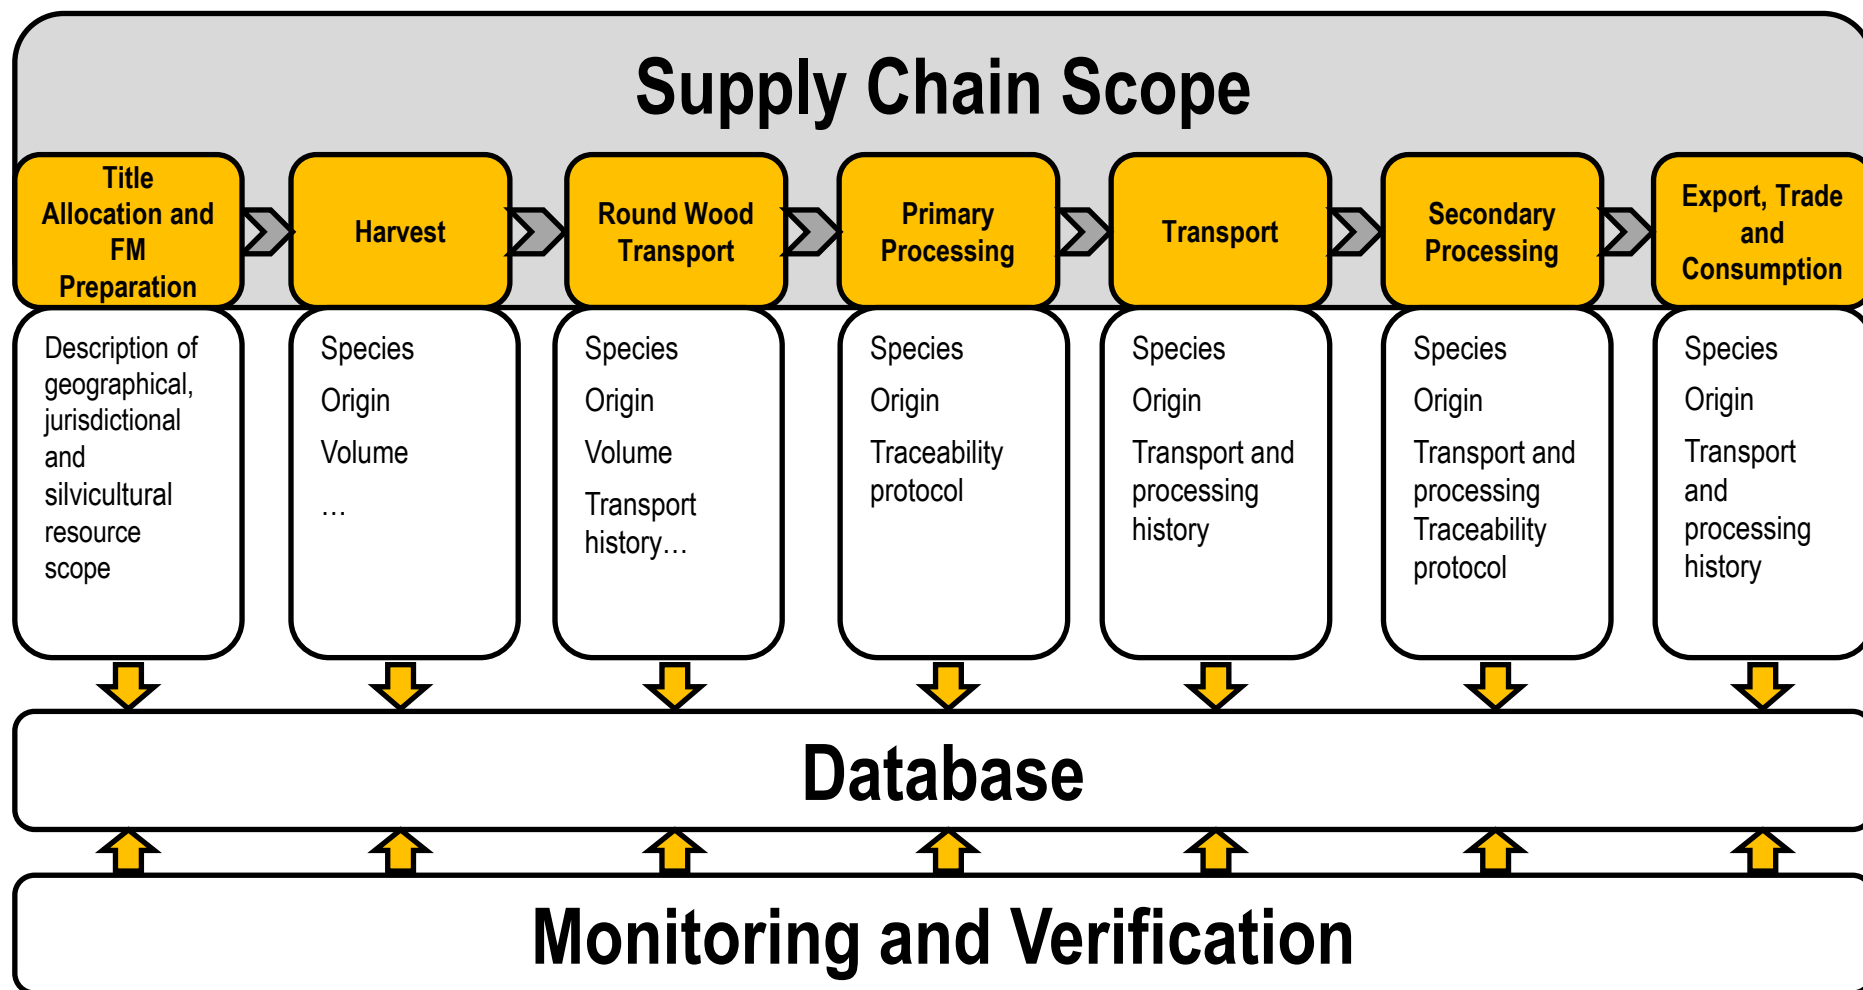 Supply Chain Scope
Title
Allocation and
FM
Preparation
Harvest
Round Wood
Transport
Primary
Processing
Transport
Secondary
Processing
Export, Trade
and
Consumption
Description of
geographical,
jurisdictional
and
silvicultural
resource
scope
Species
Origin
Volume
…
Species
Origin
Volume
Transport
history…
Species
Origin
Traceability
protocol
Species
Origin
Transport and
processing
history
Species
Origin
Transport and
processing
Traceability
protocol
Species
Origin
Transport
and
processing
history
Database
Monitoring and Verification